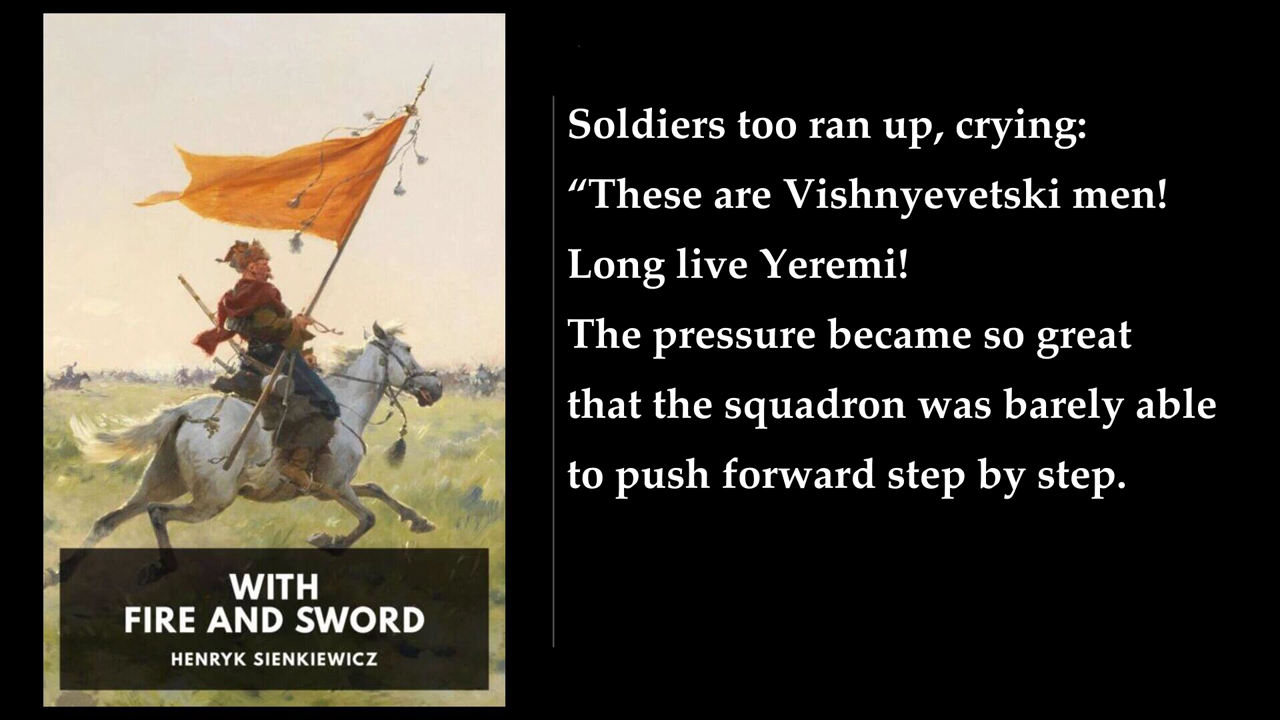 Soldiers too ran up, crying:
“These are Vishnyevetski men!
Long live Yeremi!
The pressure became so great
that the squadron was barely able
to push forward step by step.
WITH
FIRE AND SWORD
HENRYK SIENKIEWICZ